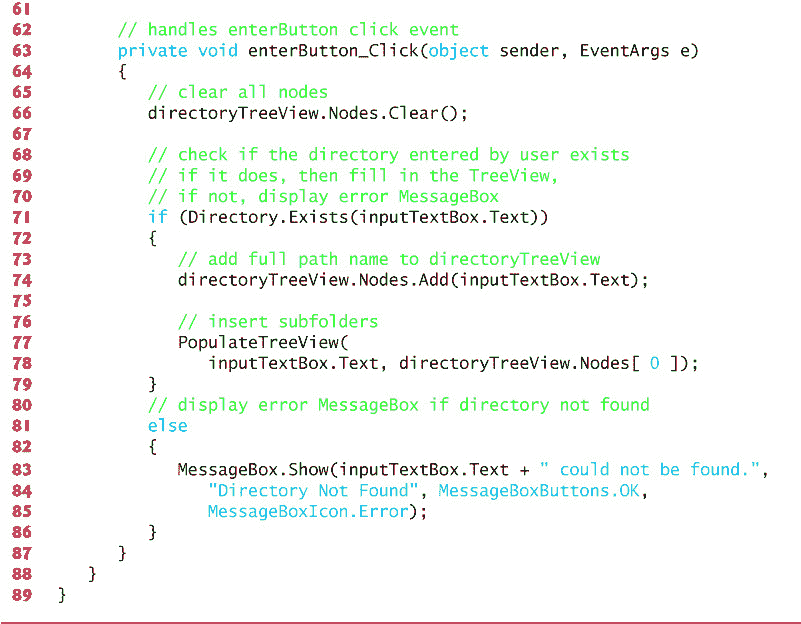 61
62 // handles enterButton click event
63 private void enterButton_Click(object sender, EventArgs e)
64 {
65 // clear all nodes
66 directoryTreeView.Nodes.Clear();
67
68 // check if the directory entered by user exists
69 // if it does, then fill in the TreeView,
70 // if not, display error MessageBox
71 if (Directory.Exists(inputTextBox.Text))
72 {
73 // add full path name to directoryTreeView
74 directoryTreeView.Nodes.Add(inputTextBox.Text);
75
76 // insert subfolders
77 PopulateTreeView(
78 inputTextBox.Text, directoryTreeView.Nodes[ 0 ]);
79 }
80 // display error MessageBox if directory not found
81 else
82 {
83 MessageBox.Show(inputTextBox.Text + " could not be found.",
84 "Directory Not Found", MessageBoxButtons.OK,
85 MessageBoxIcon.Error);
86 }
87 }
88 }
89 }